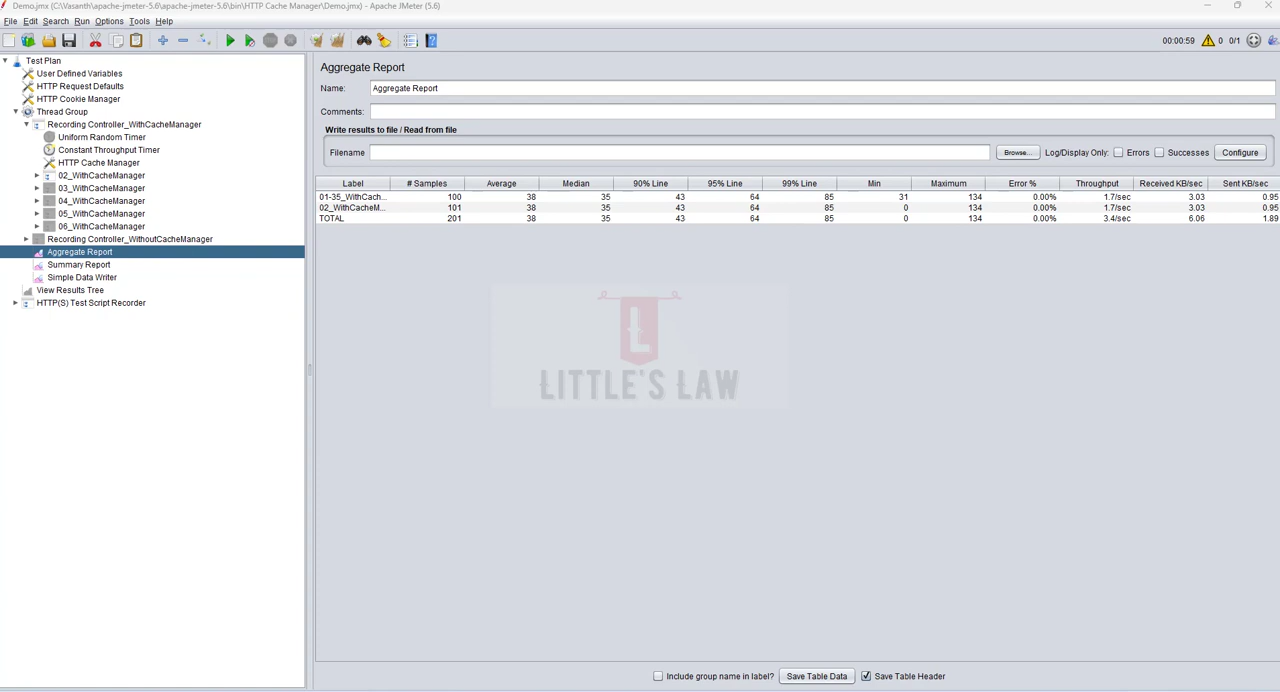 Demo.jmx (C:\Vasanth\apache-jmeter-5.6\apache-jmeter-5.6\bin\HTTP Cache Manager\Demo.jmx) - Apache JMeter (5.6)
File Edit Search Run Options Tools Help
00:00:59 0 0/1
Test Plan
User Defined Variables
HTTP Request Defaults
HTTP Cookie Manager
Thread Group
Recording Controller_WithCacheManager
Uniform Random Timer
Constant Throughput Timer
HTTP Cache Manager
02_WithCacheManager
03_WithCacheManager
04_WithCacheManager
05_WithCacheManager
06_WithCacheManager
Recording Controller_WithoutCacheManager
Aggregate Report
Summary Report
Simple Data Writer
View Results Tree
HTTP(S) Test Script Recorder
Aggregate Report
Name: Aggregate Report
Comments:
Write results to file / Read from file
Filename Browse... Log/Display Only: Errors Successes Configure
Label # Samples Average Median 90% Line 95% Line 99% Line Min Maximum Error % Throughput Received KB/sec Sent KB/sec
01-35_WithCach... 100 38 35 43 64 85 31 134 0.00% 1.7/sec 3.03 0.95
02_WithCacheM... 101 38 35 43 64 85 0 134 0.00% 1.7/sec 3.03 0.95
TOTAL 201 38 35 43 64 85 0 134 0.00% 3.4/sec 6.06 1.89
L
LITTLE'S LAW
Include group name in label? Save Table Data Save Table Header